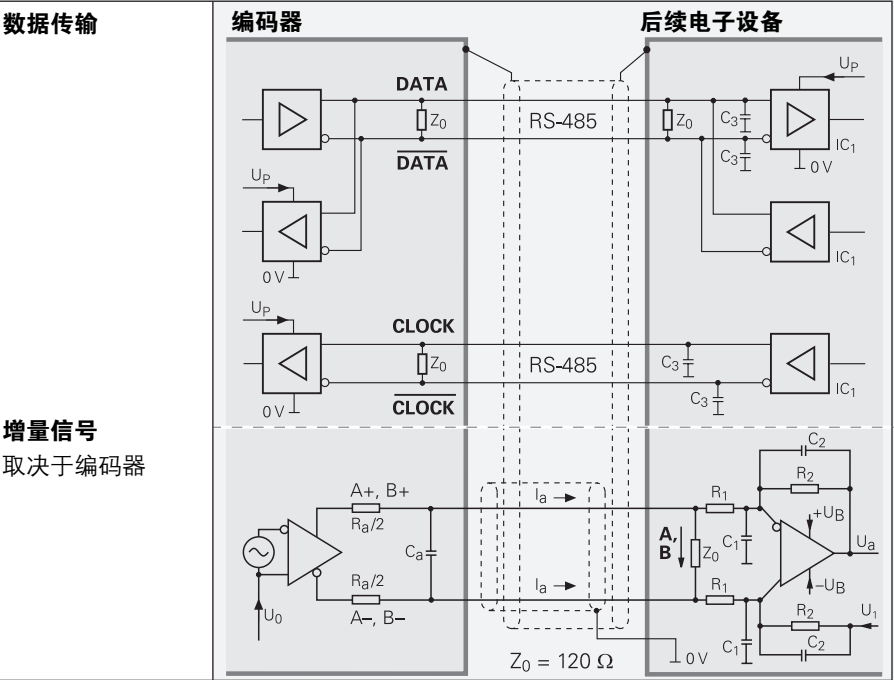 数据传输
编码器
后续电子设备
DATA
Z0
DATA
RS-485
Z0
C3
C3
UP
IC1
0 V
UP
0 V
IC1
UP
CLOCK
Z0
CLOCK
0 V
RS-485
C3
C3
IC1
增量信号
取决于编码器
A+, B+
Ra/2
Ca
Ra/2
A–, B–
U0
Ia
Ia
A,
B
Z0
R1
C1
R1
C1
C2
R2
+UB
Ua
–UB
R2
C2
U1
Z0 = 120 Ω
0 V